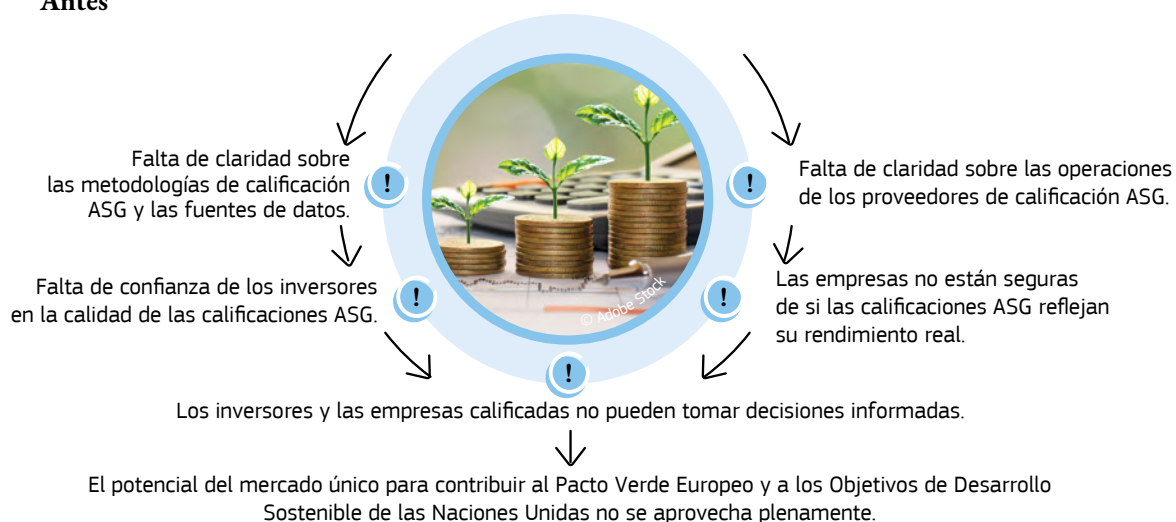 Antes
Falta de claridad sobre
las metodologías de calificación
ASG y las fuentes de datos.
Falta de claridad sobre las operaciones
de los proveedores de calificación ASG.
Falta de confianza de los inversores
en la calidad de las calificaciones ASG.
Las empresas no están seguras
de si las calificaciones ASG reflejan
su rendimiento real.
© Adobe Stock
Los inversores y las empresas calificadas no pueden tomar decisiones informadas.
El potencial del mercado único para contribuir al Pacto Verde Europeo y a los Objetivos de Desarrollo
Sostenible de las Naciones Unidas no se aprovecha plenamente.